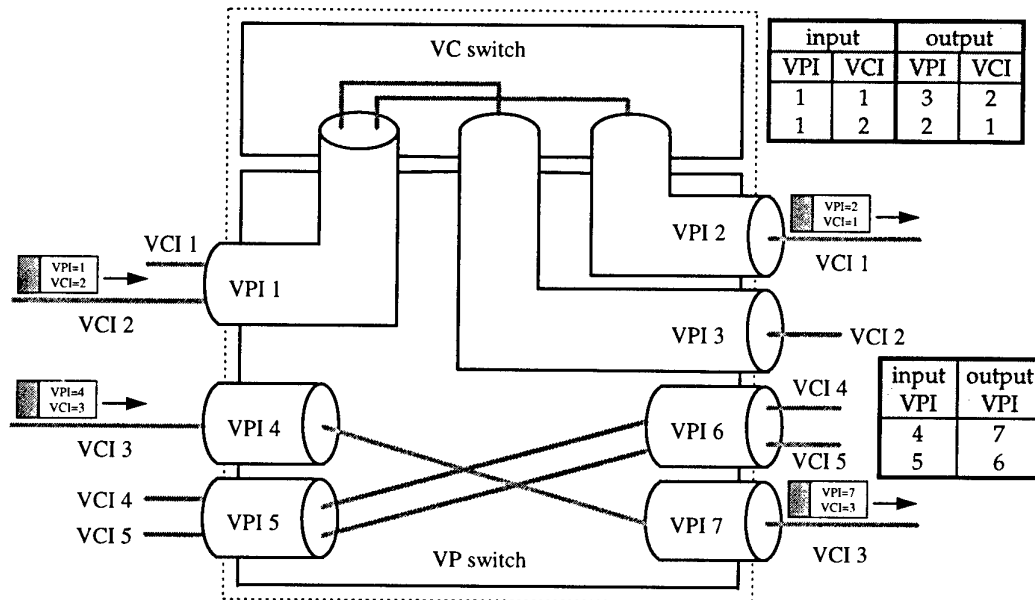 VC switch
input output
VPI VCI VPI VCI
1 1 3 2
1 2 2 1
VPI=2
VCI=1
VPI 2
VCI 1
VCI 1
VPI=1
VCI=2
VPI 1
VCI 2
VPI 3
VCI 2
input output
VPI VPI
4 7
5 6
VPI=4
VCI=3
VPI 4
VCI 3
VPI 6
VCI 4
VCI 5
VCI 4
VCI 5
VPI 5
VPI 7
VPI=7
VCI=3
VCI 3
VP switch